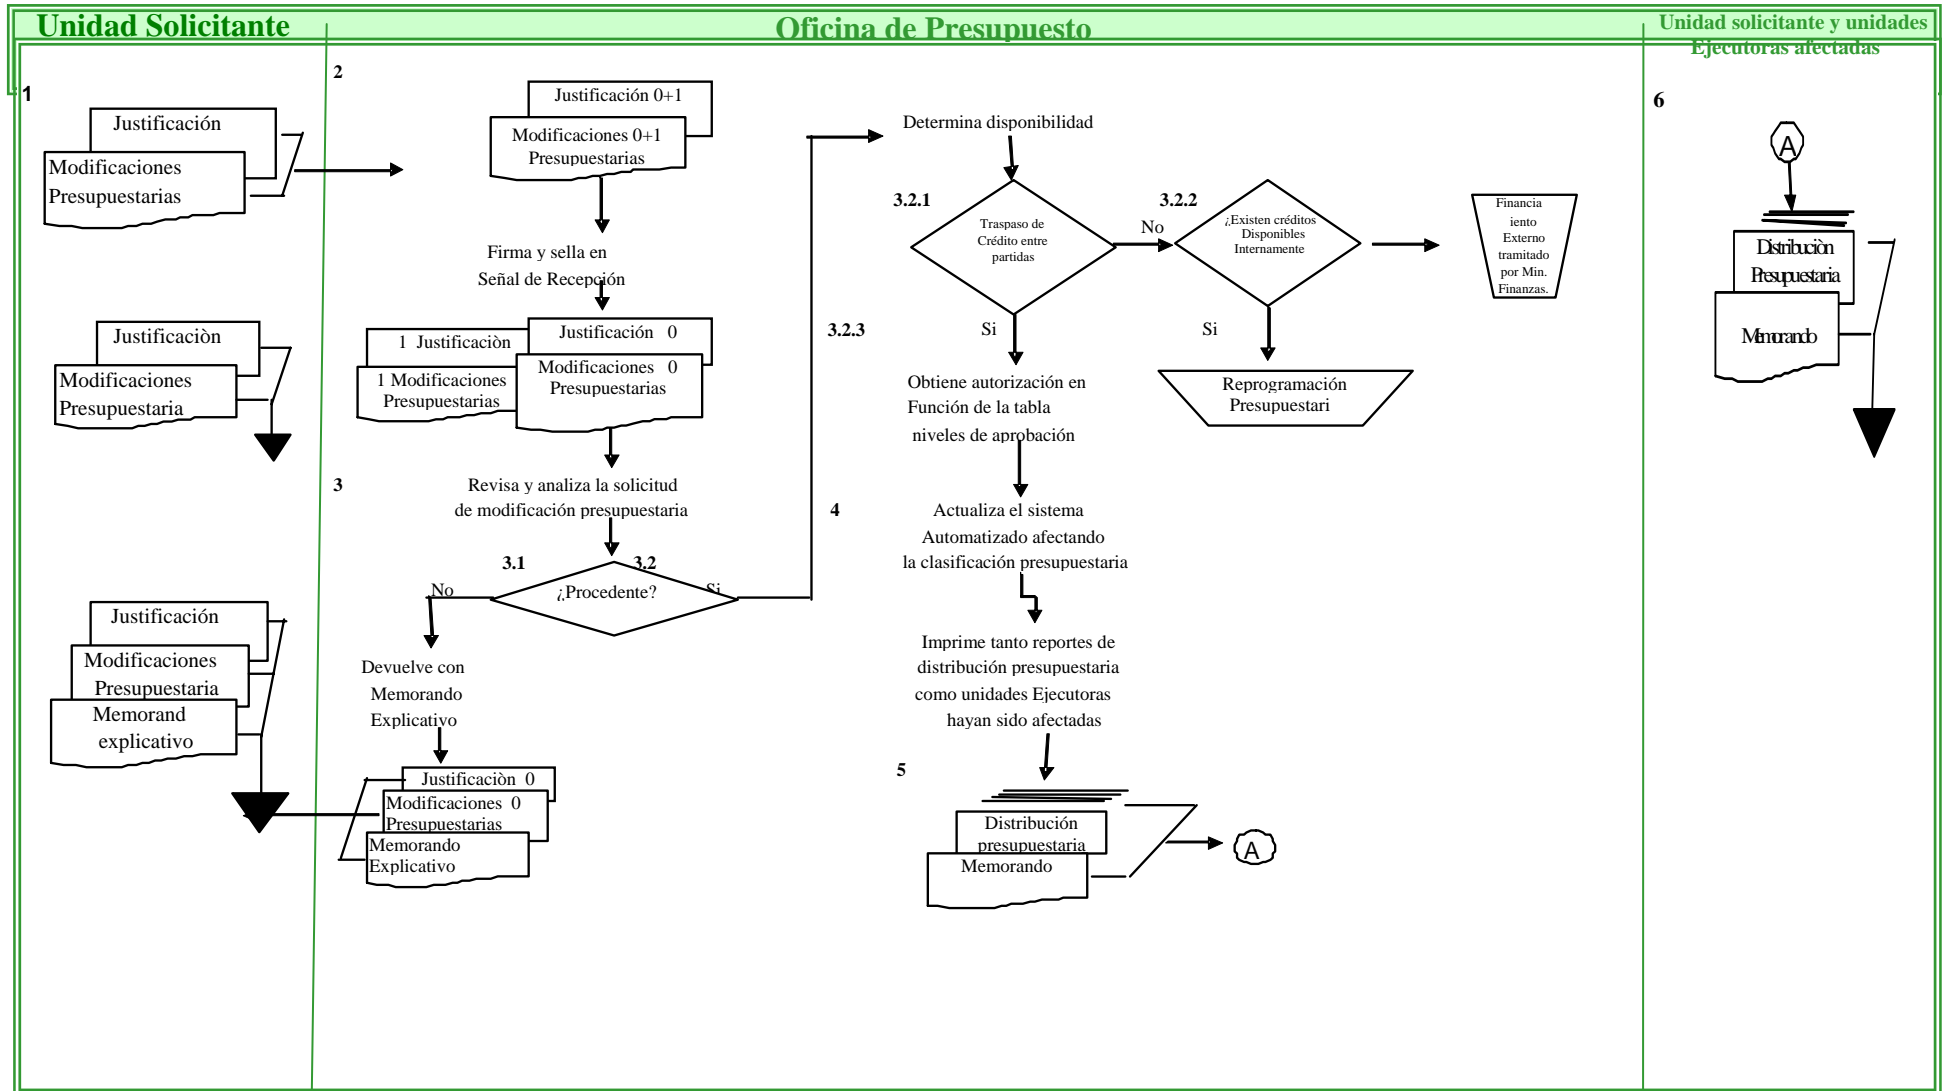 Unidad Solicitante
Oficina de Presupuesto
Unidad solicitante y unidades
Ejecutoras afectadas
1
Justificación
Modificaciones
Presupuestarias
Justificaciòn
Modificaciones
Presupuestaria
Justificación
Modificaciones
Presupuestaria
Memorand
explicativo
2
Justificación 0+1
Modificaciones 0+1
Presupuestarias
Firma y sella en
Señal de Recepción
1 Justificaciòn
1 Modificaciones
Presupuestarias
Justificación 0
Modificaciones 0
Presupuestarias
3
Revisa y analiza la solicitud
de modificación presupuestaria
3.1
3.2
No
¿Procedente?
Si
Devuelve con
Memorando
Explicativo
Justificaciòn 0
Modificaciones 0
Presupuestarias
Memorando
Explicativo
Determina disponibilidad
3.2.1
Traspaso de
Crédito entre
partidas
No
3.2.2
¿Existen créditos
Disponibles
Internamente
Financia
iento
Externo
tramitado
por Min.
Finanzas.
3.2.3
Si
Si
Obtiene autorización en
Función de la tabla
niveles de aprobación
Reprogramación
Presupuestari
4
Actualiza el sistema
Automatizado afectando
la clasificación presupuestaria
Imprime tanto reportes de
distribución presupuestaria
como unidades Ejecutoras
hayan sido afectadas
5
Distribución
presupuestaria
Memorando
A
6
A
Distribuciòn
Presupuestaria
Memorando